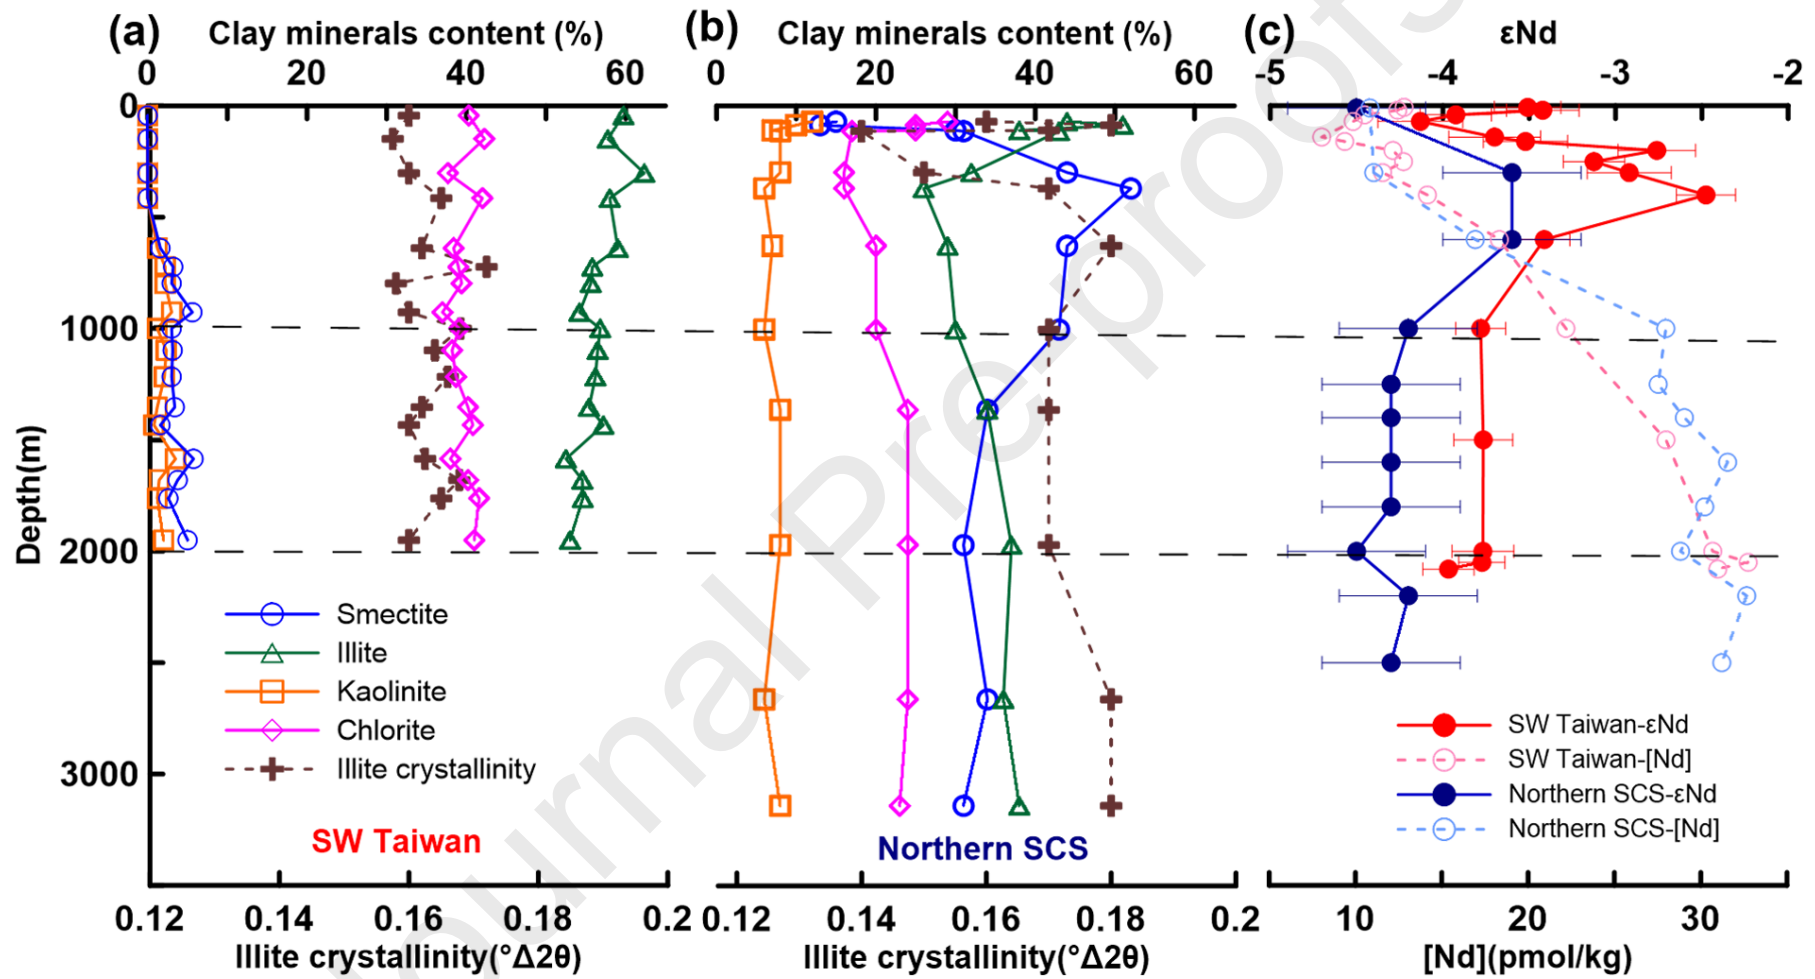 (a) Clay minerals content (%)
0 20 40 60
(b) Clay minerals content (%)
0 20 40 60
(c) εNd
-5 -4 -3 -2
Depth(m)
0
1000
2000
3000
Smectite
Illite
Kaolinite
Chlorite
Illite crystallinity
SW Taiwan
0.12 0.14 0.16 0.18 0.2
Illite crystallinity(°Δ2θ)
Northern SCS
0.12 0.14 0.16 0.18 0.2
Illite crystallinity(°Δ2θ)
SW Taiwan-εNd
SW Taiwan-[Nd]
Northern SCS-εNd
Northern SCS-[Nd]
10 20 30
[Nd](pmol/kg)
Journal Pre-proofs